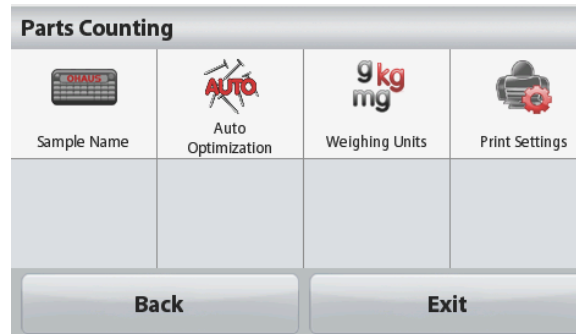 Parts Counting
OHAUS
Sample Name
AUTO
Auto
Optimization
g kg
mg
Weighing Units
Print Settings
Back
Exit